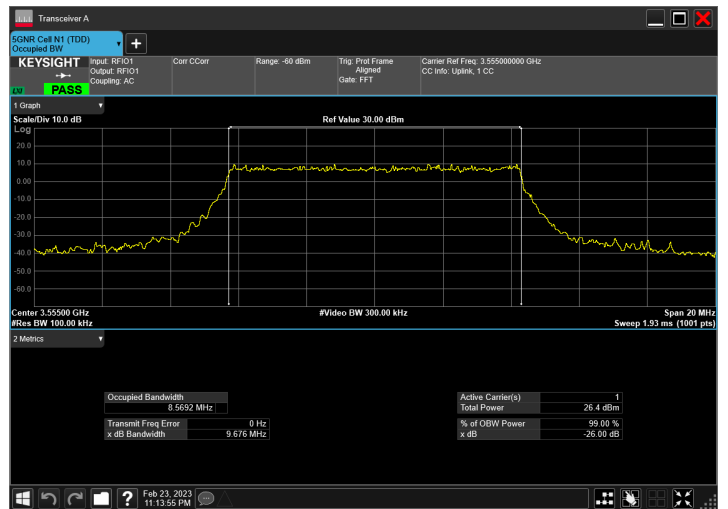 Transceiver A
5GNR Cell N1 (TDD)
Occupied BW
KEYSIGHT
LXI
PASS
Input: RFIO1
Output: RFIO1
Coupling: AC
Corr CCorr
Range: -60 dBm
Trig: Prot Frame
Aligned
Gate: FFT
Carrier Ref Freq: 3.555000000 GHz
CC Info: Uplink, 1 CC
1 Graph
Scale/Div 10.0 dB
Ref Value 30.00 dBm
Log
20.0
10.0
0.00
-10.0
-20.0
-30.0
-40.0
-50.0
-60.0
Center 3.55500 GHz
#Video BW 300.00 kHz
Span 20 MHz
#Res BW 100.00 kHz
Sweep 1.93 ms (1001 pts)
2 Metrics
Occupied Bandwidth
8.5692 MHz
Transmit Freq Error 0 Hz
x dB Bandwidth 9.676 MHz
Active Carrier(s) 1
Total Power 26.4 dBm
% of OBW Power 99.00 %
x dB -26.00 dB
Feb 23, 2023
11:13:55 PM